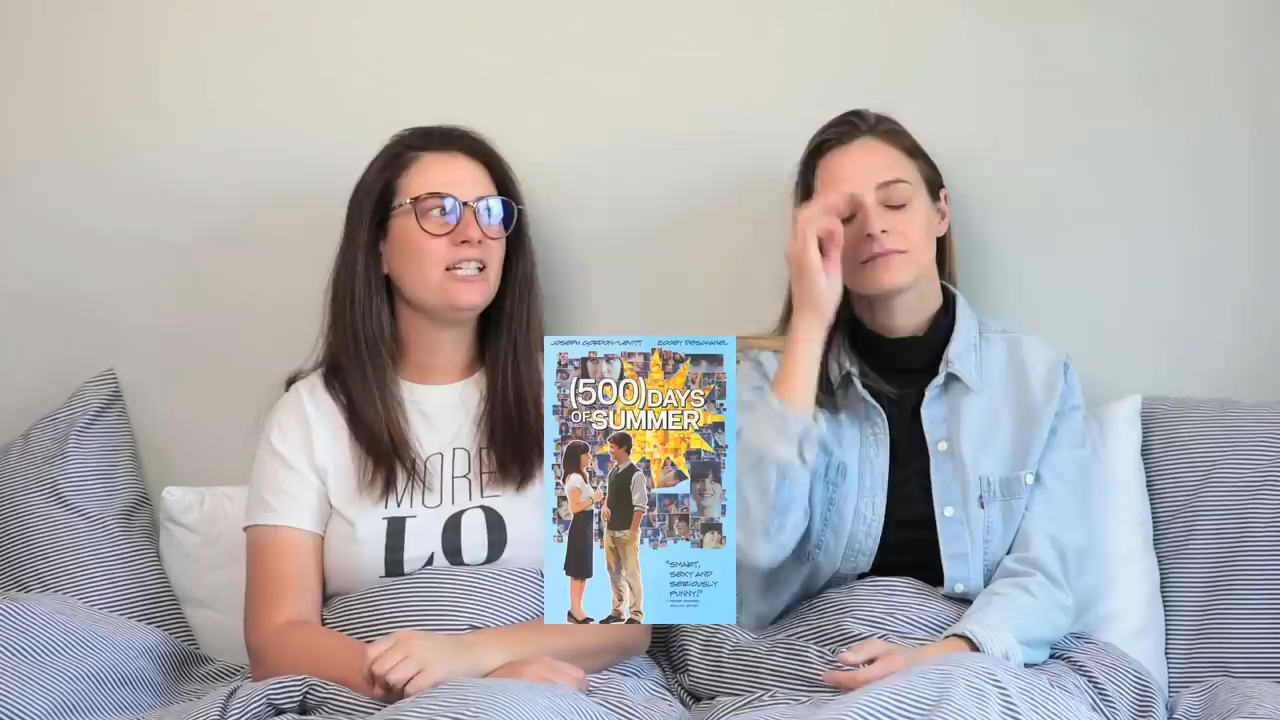 JOSEPH GORDON-LEVITT ZOOEY DESCHANEL
(500) DAYS
OF SUMMER
MORE
LO
"SMART,
SEXY AND
SERIOUSLY
FUNNY!"